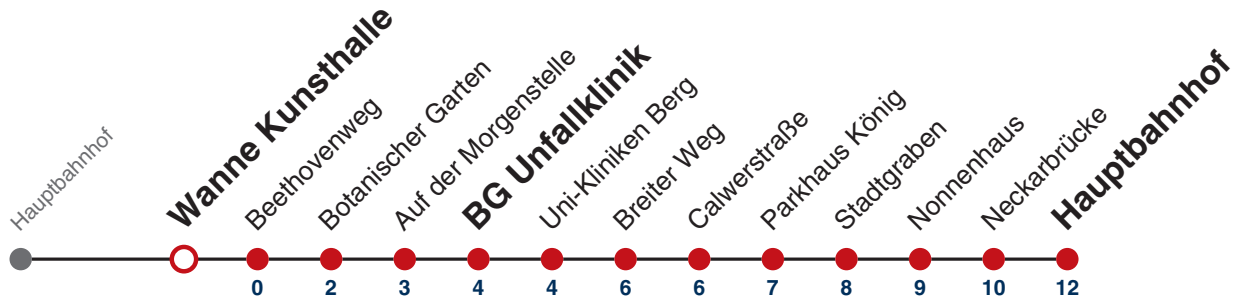 Hauptbahnhof
Wanne Kunsthalle
Beethovenweg
Botanischer Garten
Auf der Morgenstelle
BG Unfallklinik
Uni-Kliniken Berg
Breiter Weg
Calwerstraße
Parkhaus König
Stadtgraben
Nonnenhaus
Neckarbrücke
Hauptbahnhof
0 2 3 4 4 6 6 7 8 9 10 12